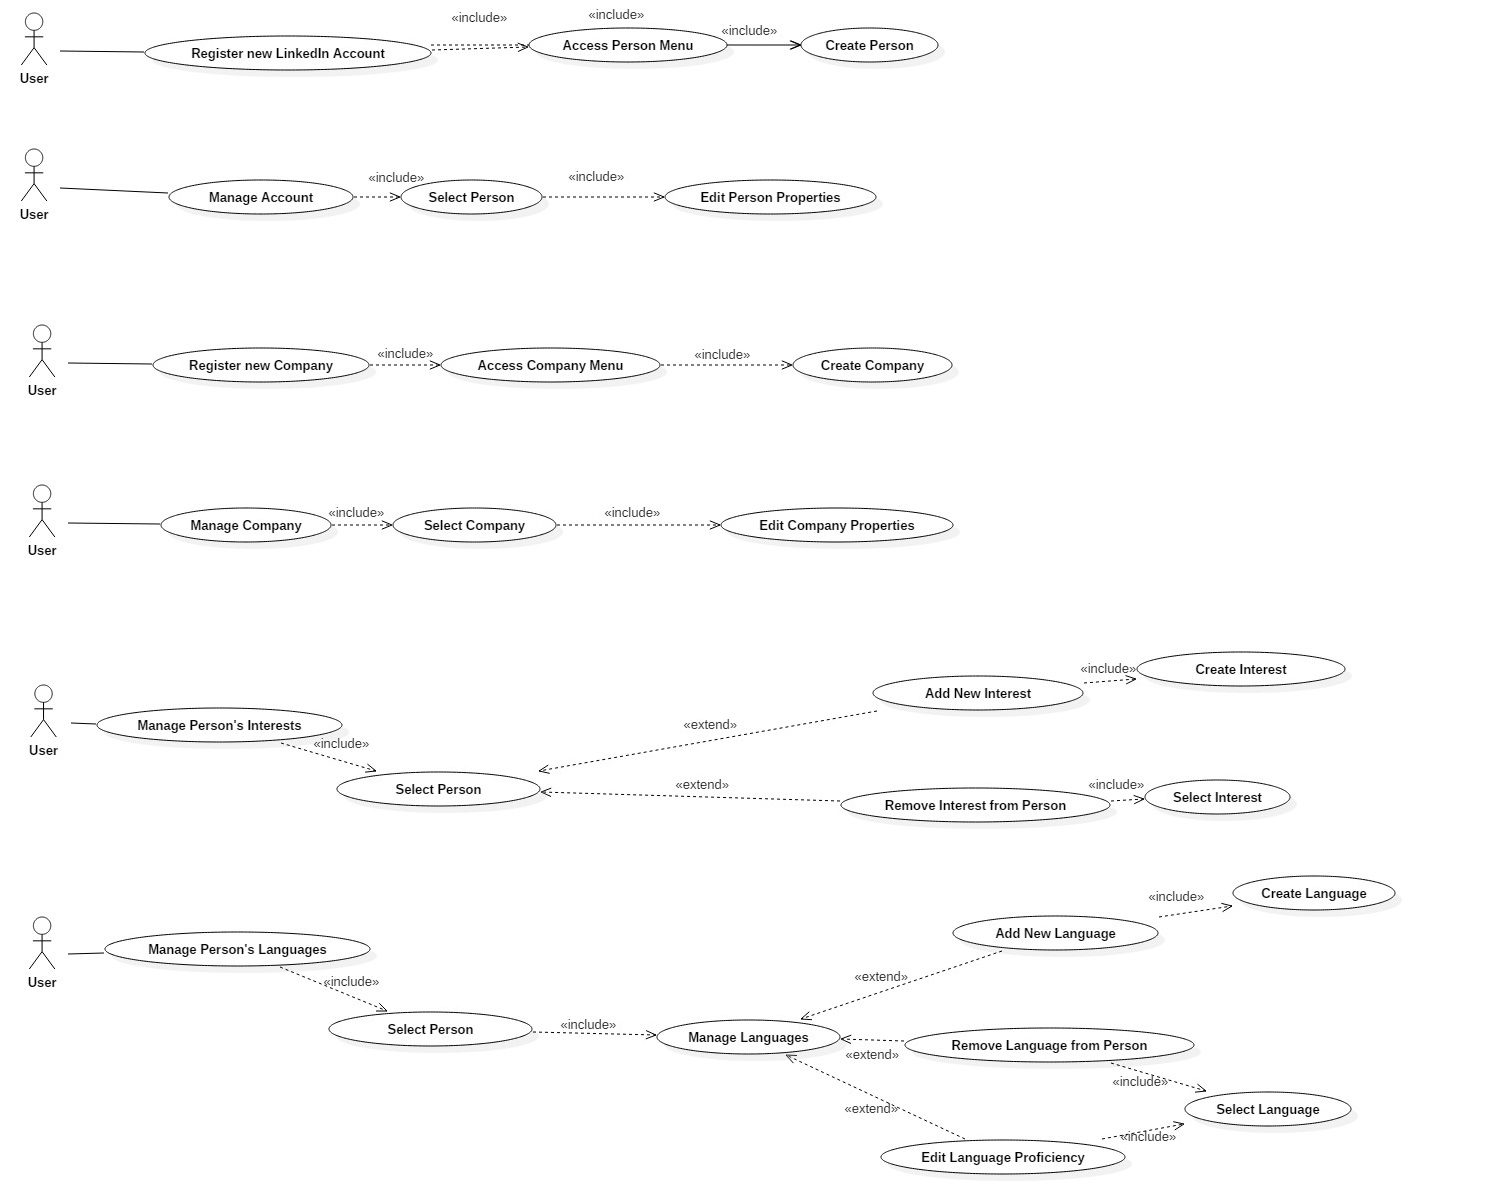 «include»
«include»
«include»
Register new LinkedIn Account
Access Person Menu
Create Person
User
«include»
«include»
Manage Account
Select Person
Edit Person Properties
User
«include»
«include»
Register new Company
Access Company Menu
Create Company
User
«include»
«include»
Manage Company
Select Company
Edit Company Properties
User
«include»
Create Interest
Add New Interest
Manage Person's Interests
«extend»
User
«include»
Select Person
«extend»
«include»
Remove Interest from Person
Select Interest
«include»
Create Language
Add New Language
Manage Person's Languages
User
«include»
«extend»
Select Person
«include»
Manage Languages
Remove Language from Person
«extend»
«include»
Select Language
«extend»
«include»
Edit Language Proficiency